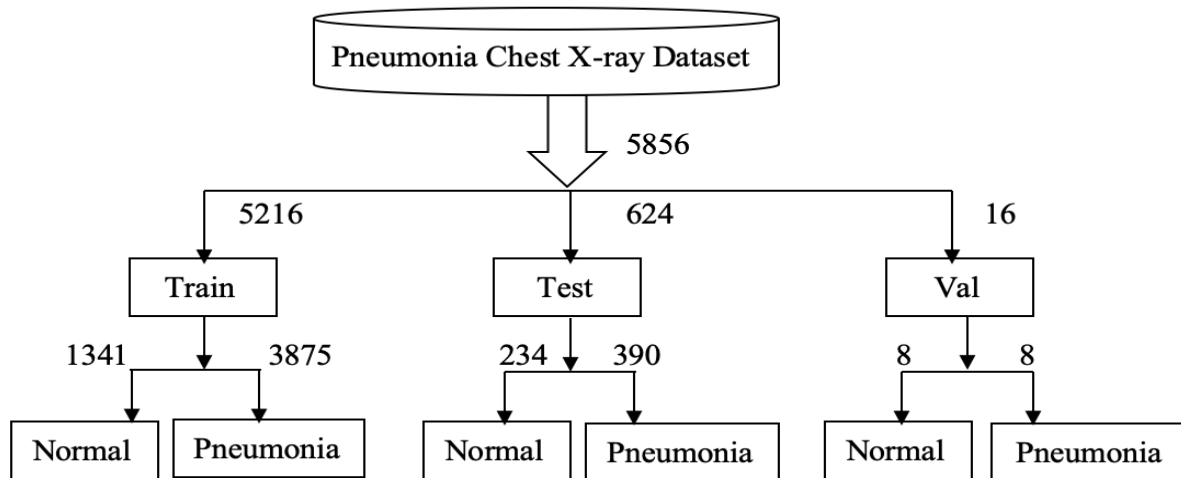 Pneumonia Chest X-ray Dataset
5856
5216 624 16
Train Test Val
1341 3875 234 390 8 8
Normal Pneumonia Normal Pneumonia Normal Pneumonia